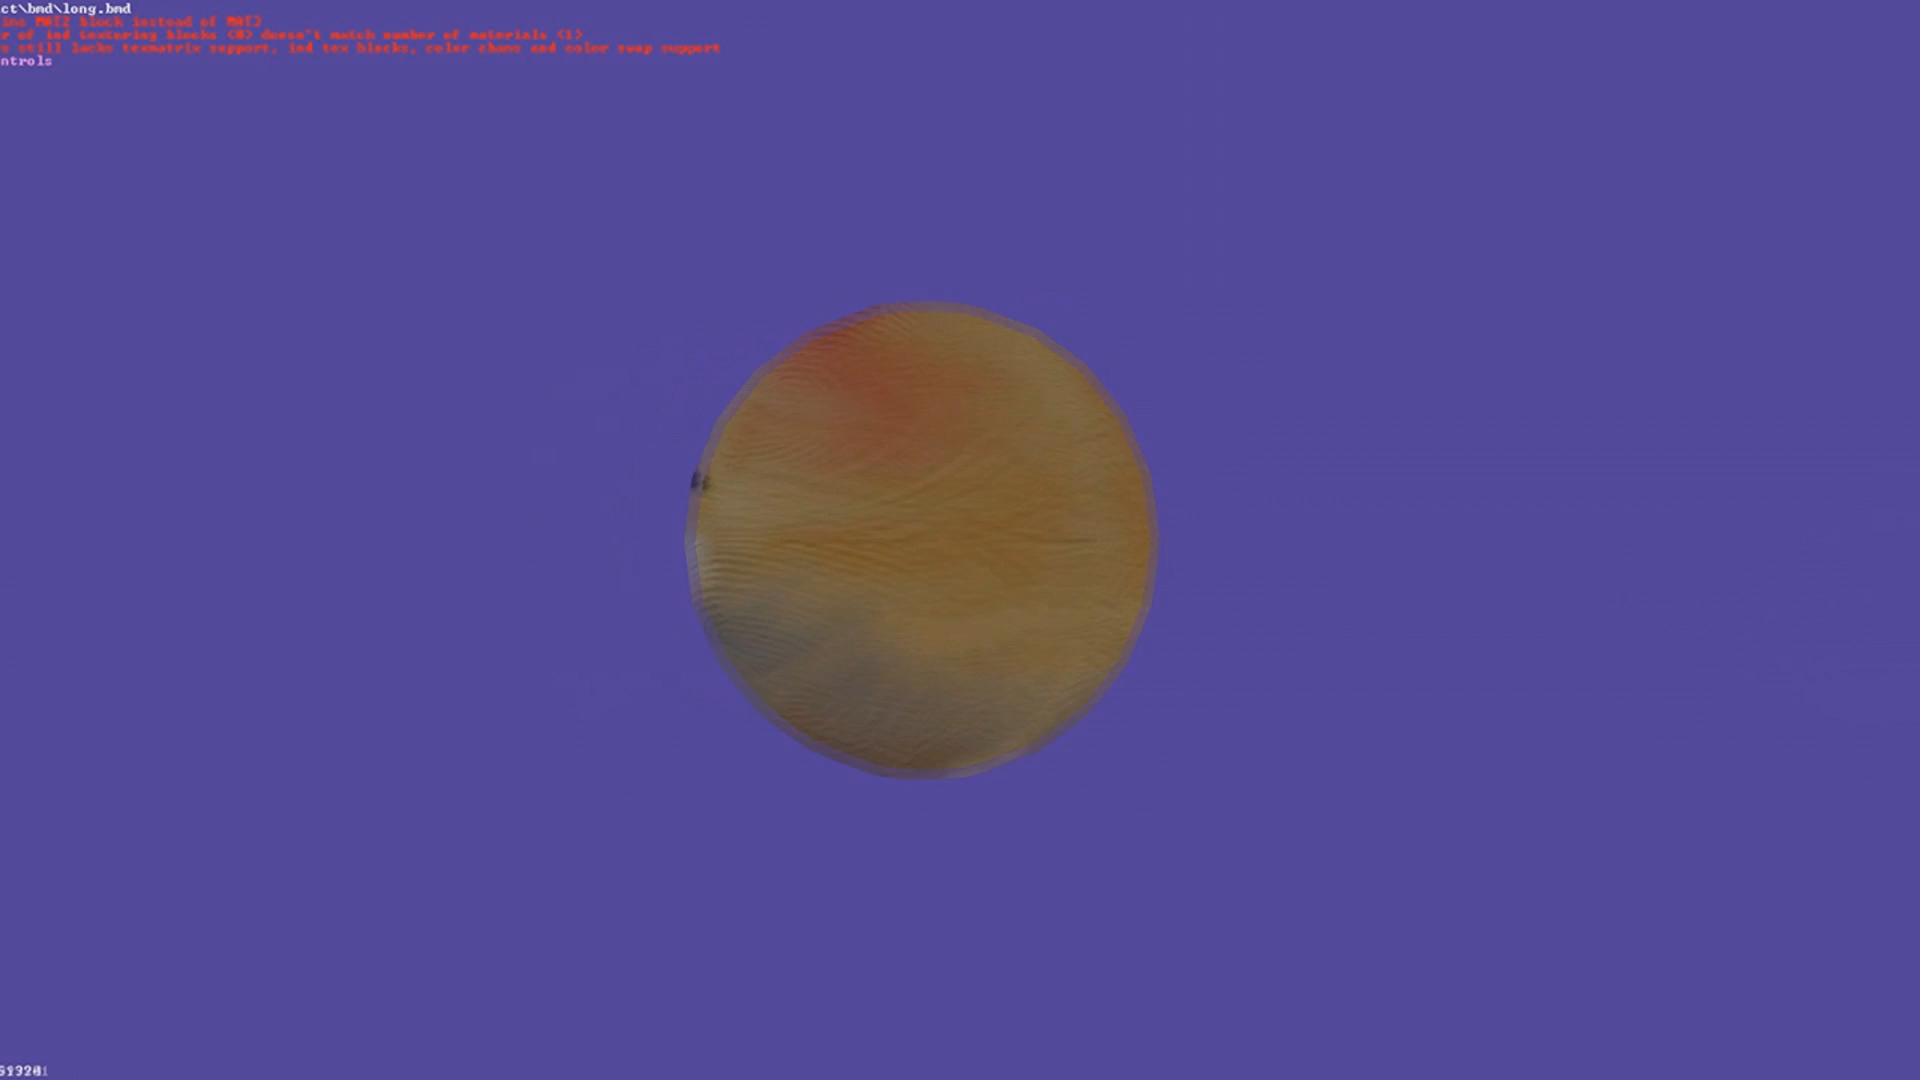 ct\bmd\long.bmd
ins MAT2 block instead of MAT3
r of ind texturing blocks (0) doesn't match number of materials (1)
s still lacks texmatrix support, ind tex blocks, color chans and color swap support
ntrols